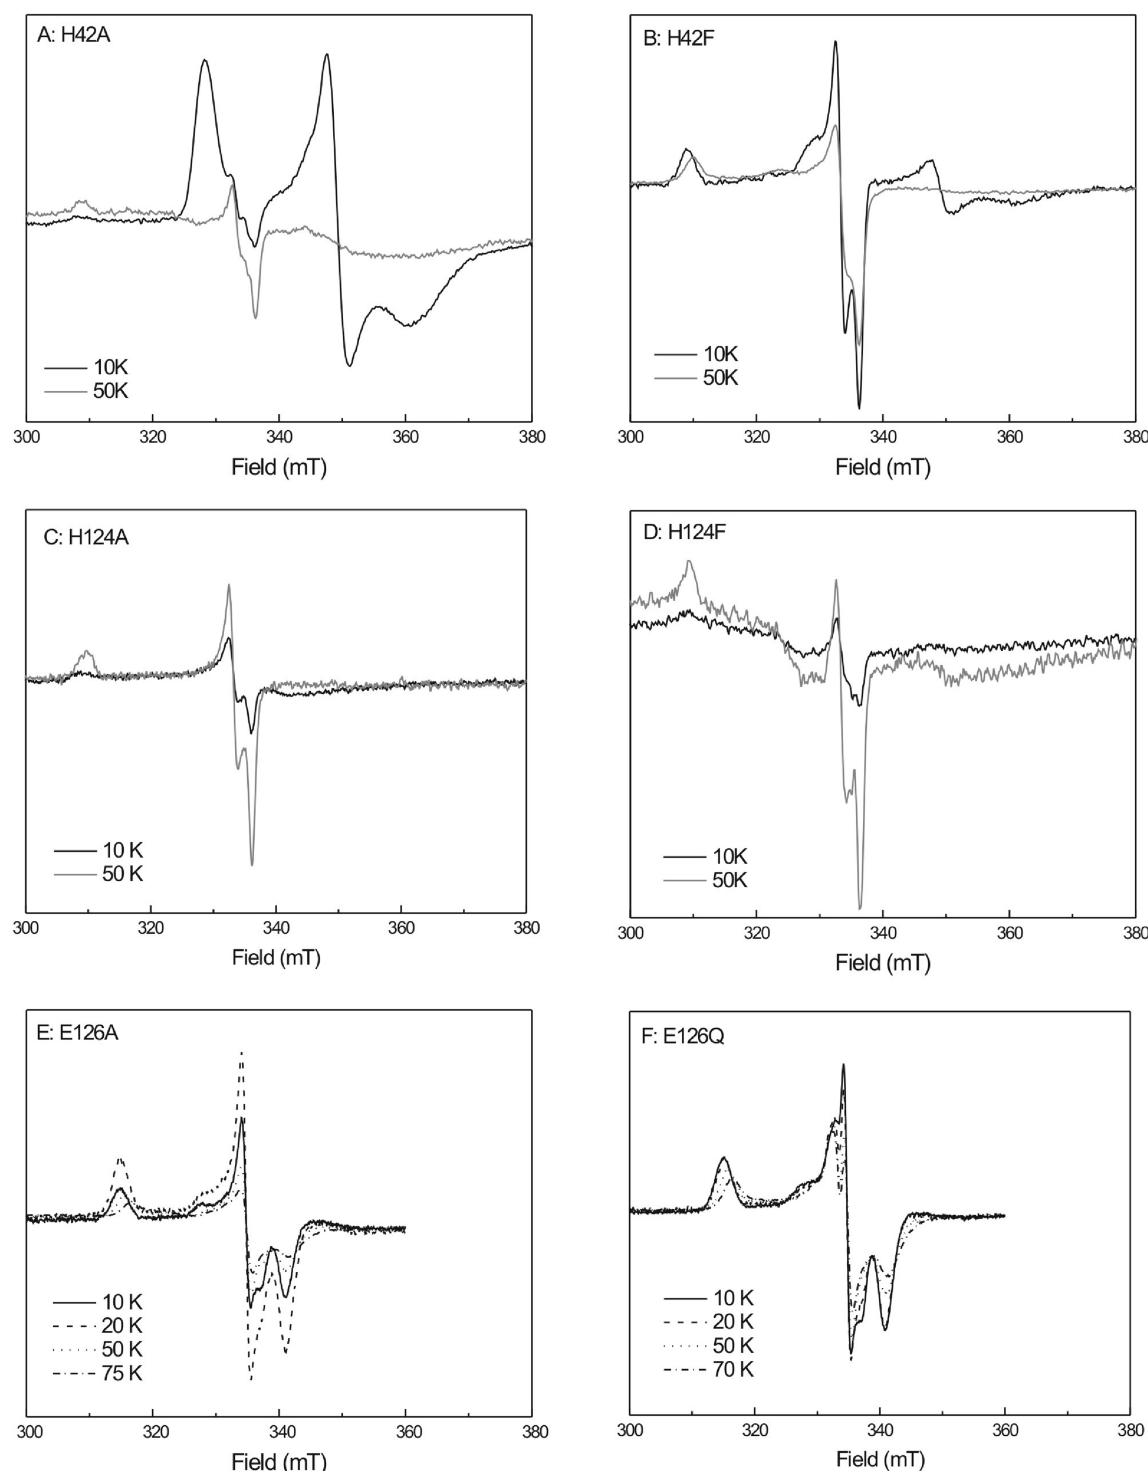 A: H42A
10K
50K
300 320 340 360 380
Field (mT)
B: H42F
10K
50K
300 320 340 360 380
Field (mT)
C: H124A
10 K
50 K
300 320 340 360 380
Field (mT)
D: H124F
10K
50K
300 320 340 360 380
Field (mT)
E: E126A
10 K
20 K
50 K
75 K
300 320 340 360 380
Field (mT)
F: E126Q
10 K
20 K
50 K
70 K
300 320 340 360 380
Field (mT)